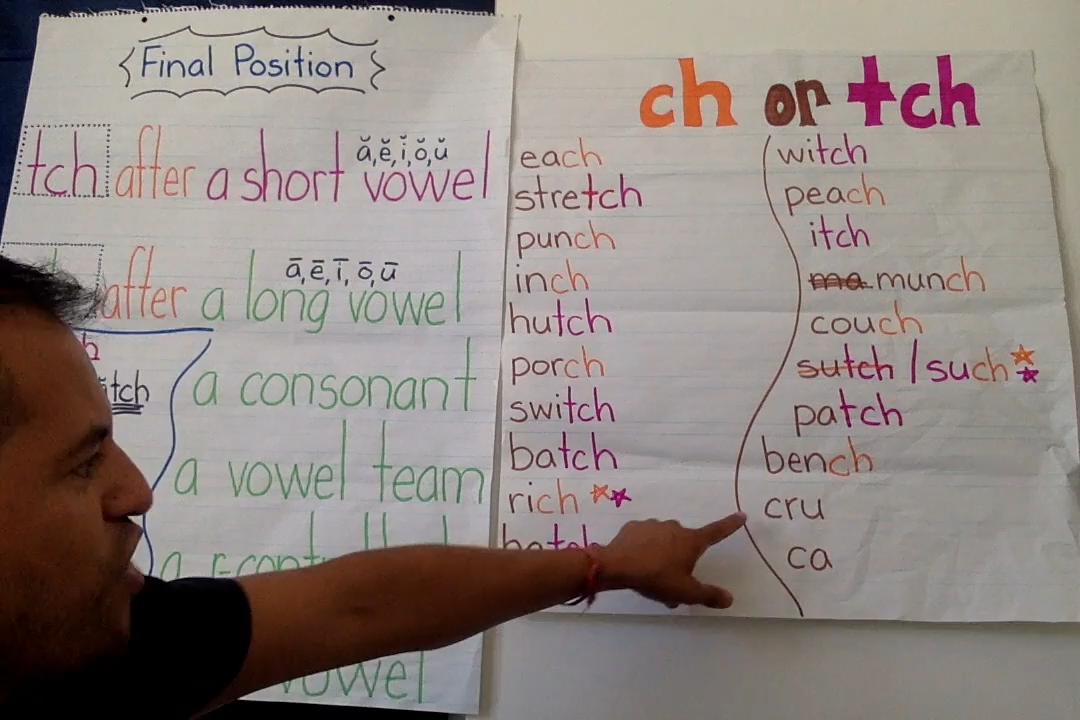 {Final Position}
tch after a short vowel
ă,ĕ,ĭ,ŏ,ŭ
after a long vowel
ā,ē,ī,ō,ū
tch
a consonant
a vowel team
vowel
ch or tch
each
stretch
punch
inch
hutch
porch
switch
batch
rich
witch
peach
itch
ma munch
couch
sutch / such
patch
bench
cru
ca